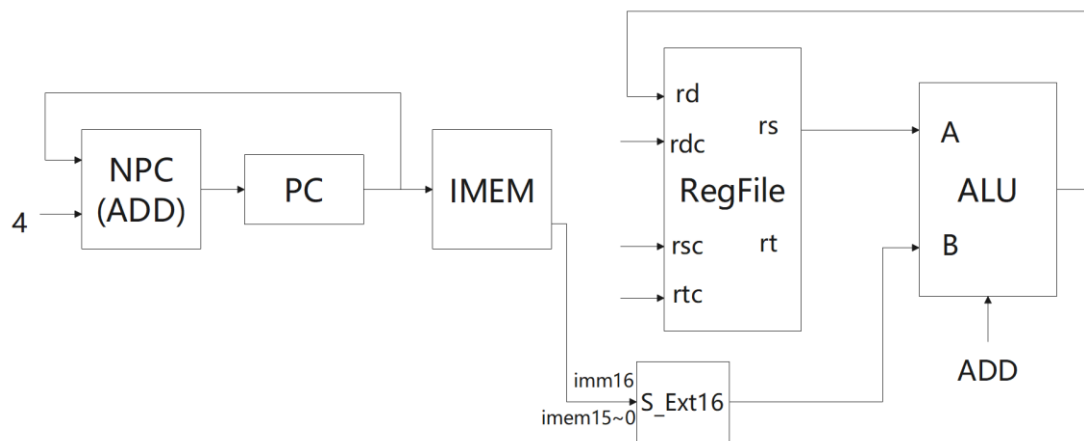 NPC
(ADD)
4
PC
IMEM
rd
rdc
rs
RegFile
rsc
rt
rtc
A
ALU
B
ADD
imm16
imem15~0
S_Ext16